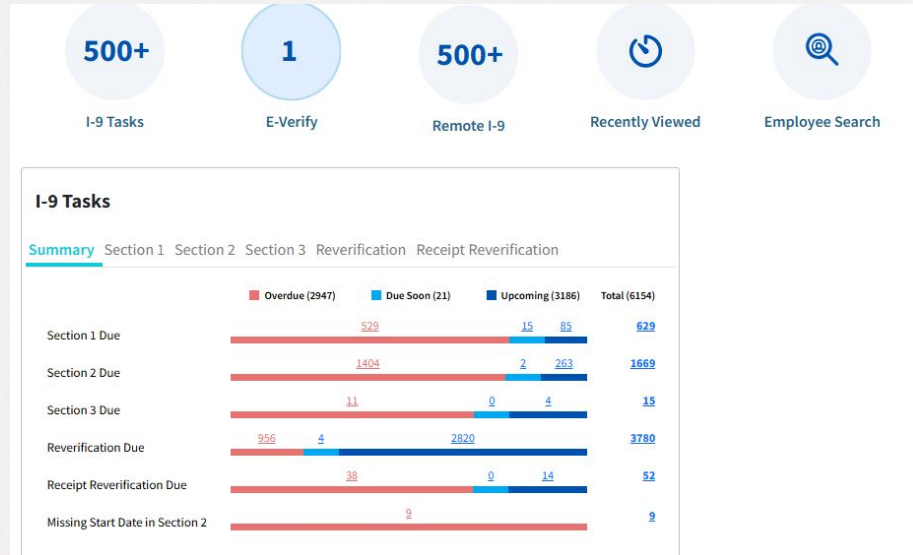 500+ 1 500+
I-9 Tasks E-Verify Remote I-9 Recently Viewed Employee Search
I-9 Tasks
Summary Section 1 Section 2 Section 3 Reverification Receipt Reverification
Overdue (2947) Due Soon (21) Upcoming (3186) Total (6154)
Section 1 Due 529 15 85 629
Section 2 Due 1404 2 263 1669
Section 3 Due 11 0 4 15
Reverification Due 956 4 2820 3780
Receipt Reverification Due 38 0 14 52
Missing Start Date in Section 2 9 9